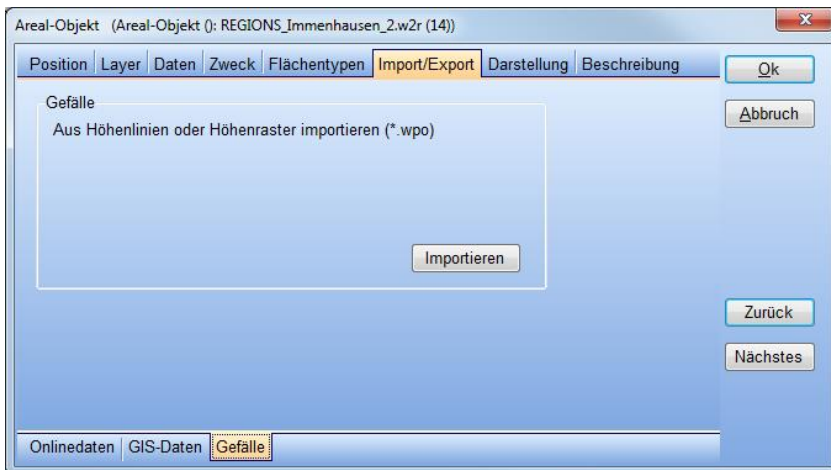 Areal-Objekt (Areal-Objekt (): REGIONS_Immenhausen_2.w2r (14))
Position Layer Daten Zweck Flächentypen Import/Export Darstellung Beschreibung
Ok
Abbruch
Gefälle
Aus Höhenlinien oder Höhenraster importieren (*.wpo)
Importieren
Zurück
Nächstes
Onlinedaten GIS-Daten Gefälle